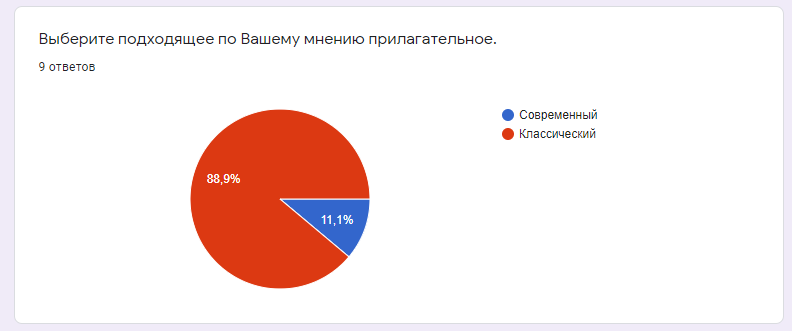 Выберите подходящее по Вашему мнению прилагательное.
9 ответов
Современный
Классический
88,9%
11,1%